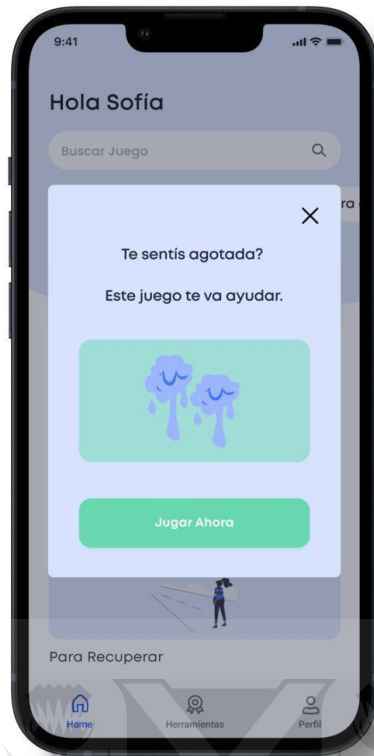 9:41
Hola Sofía
Buscar Juego
ra
Te sentís agotada?
Este juego te va ayudar.
Jugar Ahora
Para Recuperar
Home
Herramientas
Perfil